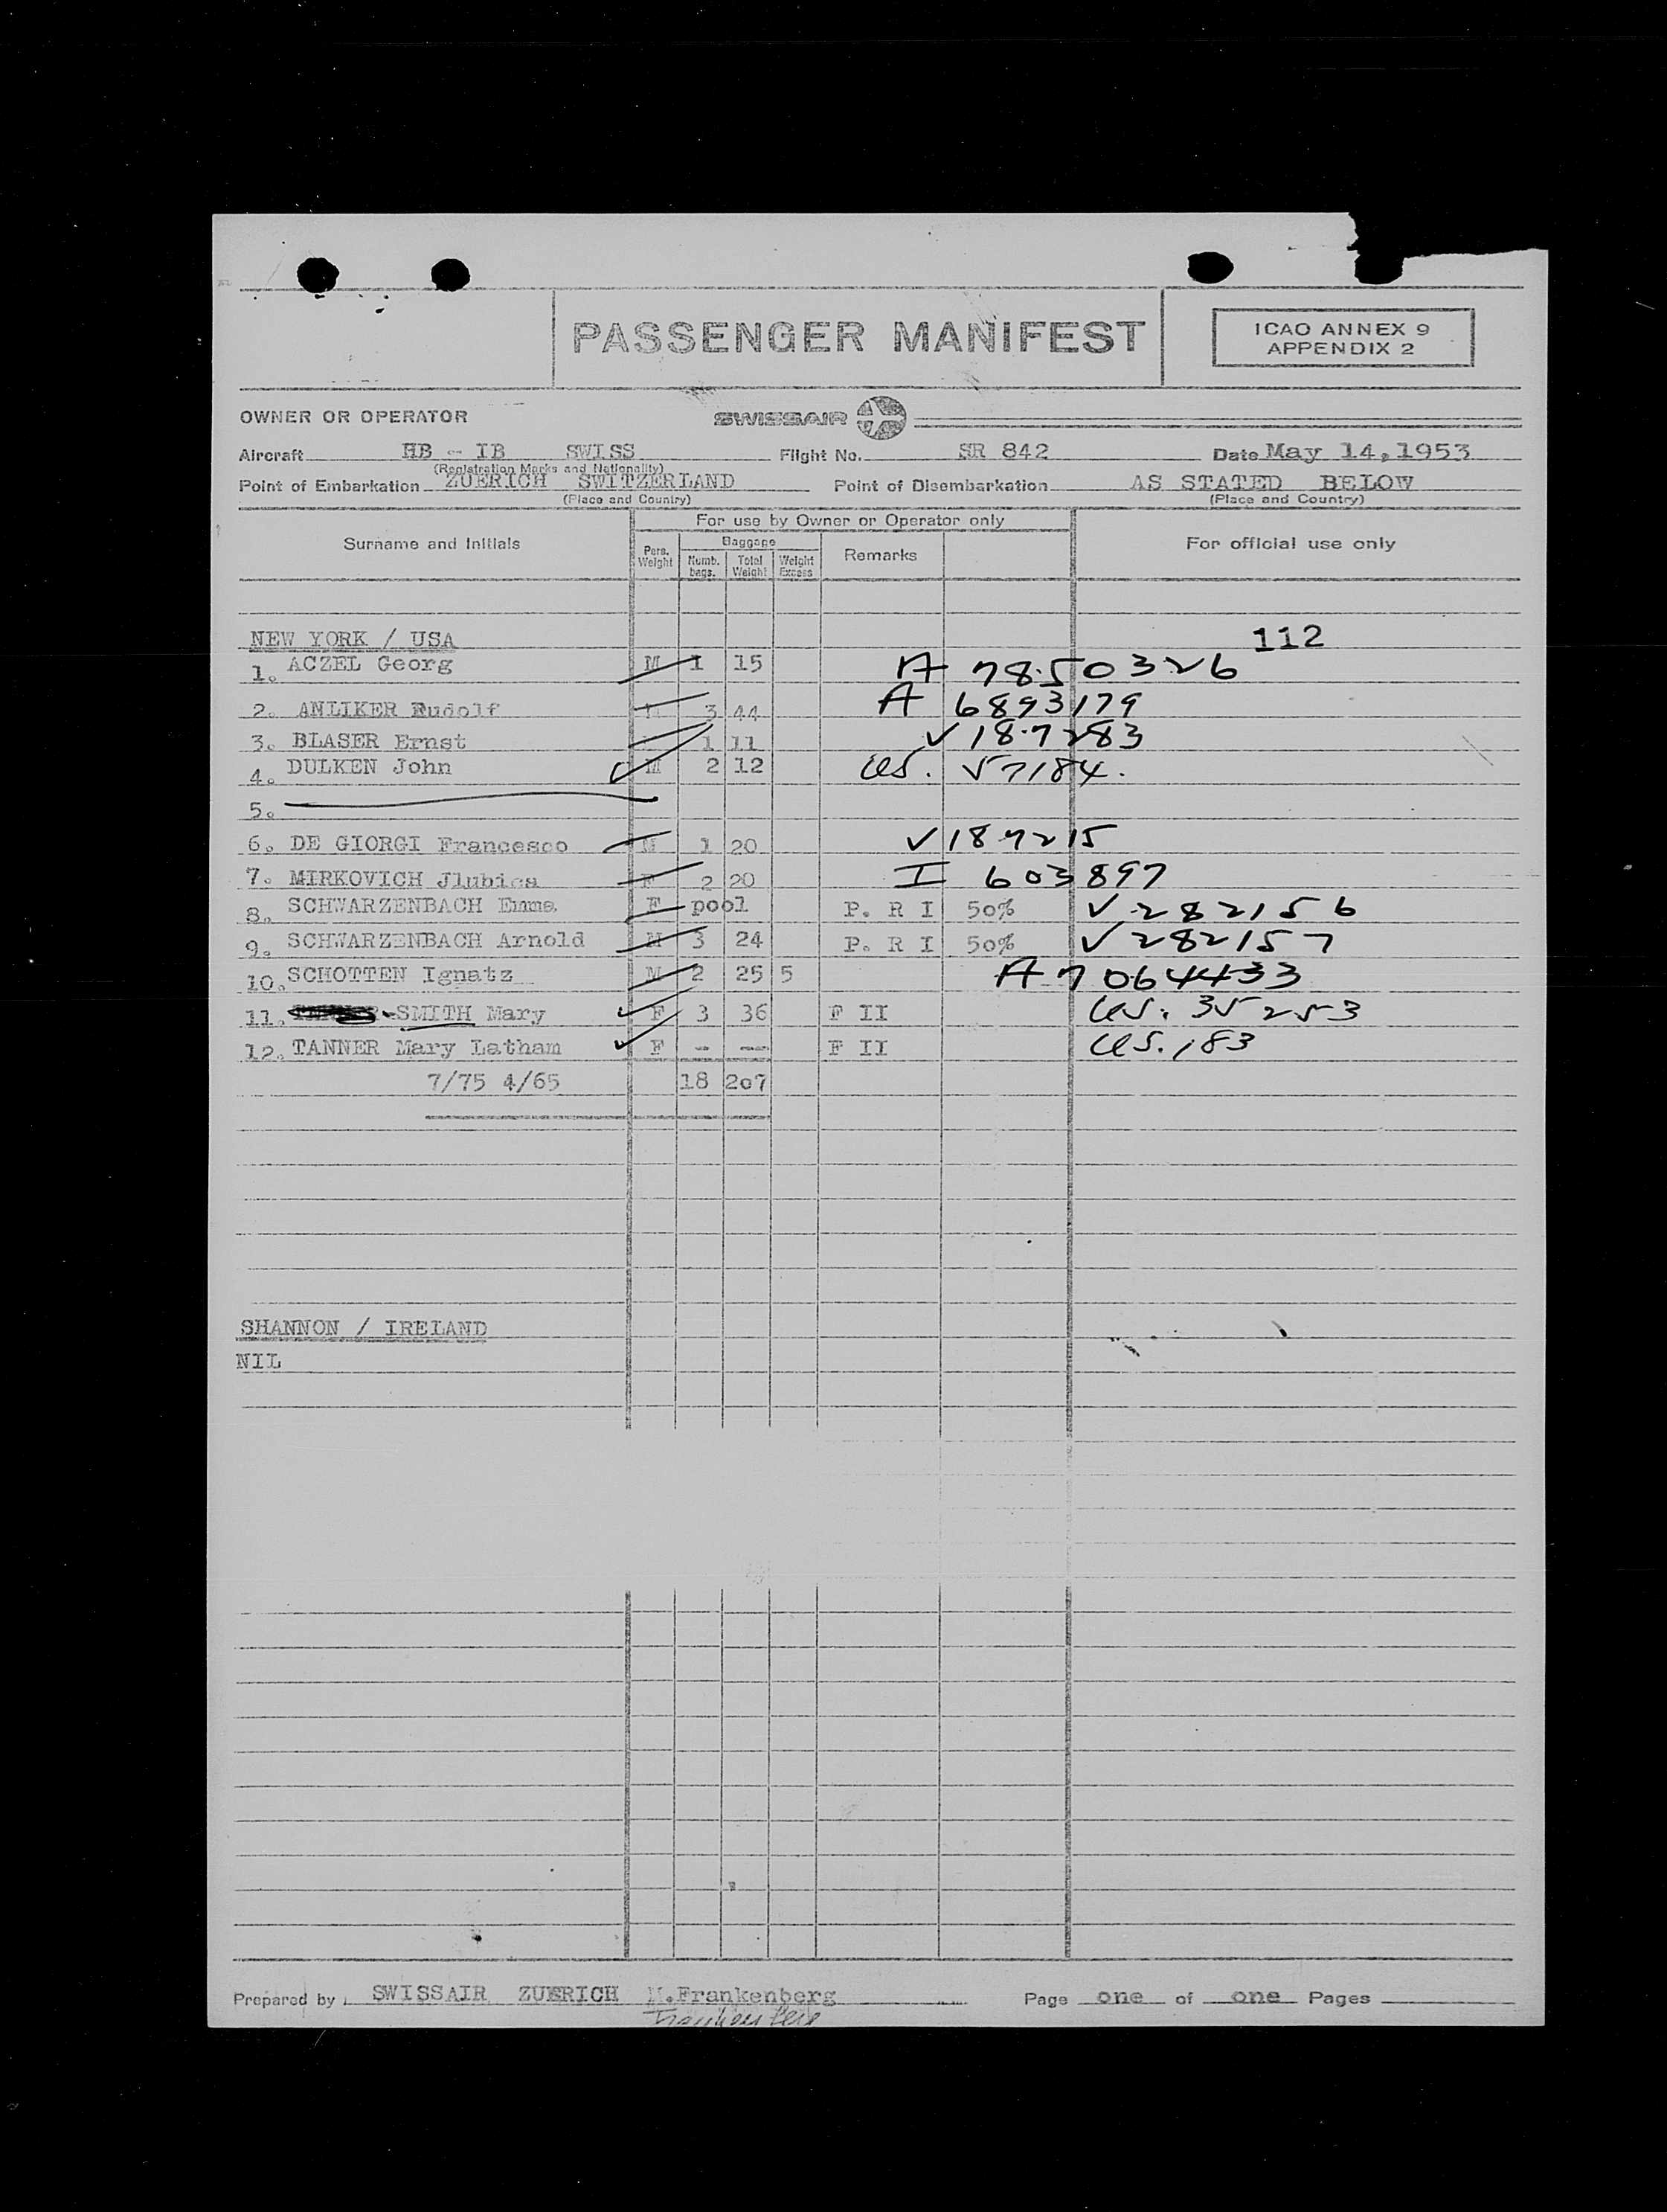 PASSENGER MANIFEST
ICAO ANNEX 9
APPENDIX 2
OWNER OR OPERATOR SWISSAIR
Aircraft HB - IB SWISS Flight No. SR 842 Date May 14, 1953
(Registration Marks and Nationality)
Point of Embarkation ZUERICH SWITZERLAND Point of Disembarkation AS STATED BELOW
(Place and Country) (Place and Country)
For use by Owner or Operator only
Surname and Initials Pers. Weight Baggage Remarks For official use only
Numb. bags. Total Weight Weight Excess
NEW YORK / USA 112
1. ACZEL Georg M 1 15 A 7850326
2. ANLIKER Rudolf 3 44 A 6893179
3. BLASER Ernst 1 11 V 187283
4. DULKEN John M 2 12 US. 57184.
5.
6. DE GIORGI Francesco M 1 20 V 187215
7. MIRKOVICH Jlubica F 2 20 I 603897
8. SCHWARZENBACH Emma F pool P. R I 50% V 282156
9. SCHWARZENBACH Arnold M 3 24 P. R I 50% V 282157
10. SCHOTTEN Ignatz M 2 25 5 A 7064433
11. -SMITH Mary F 3 36 F II US. 35253
12. TANNER Mary Latham F - -- F II US. 183
7/75 4/65 18 207
SHANNON / IRELAND
NIL
Prepared by SWISSAIR ZUERICH M.Frankenberg Page one of one Pages